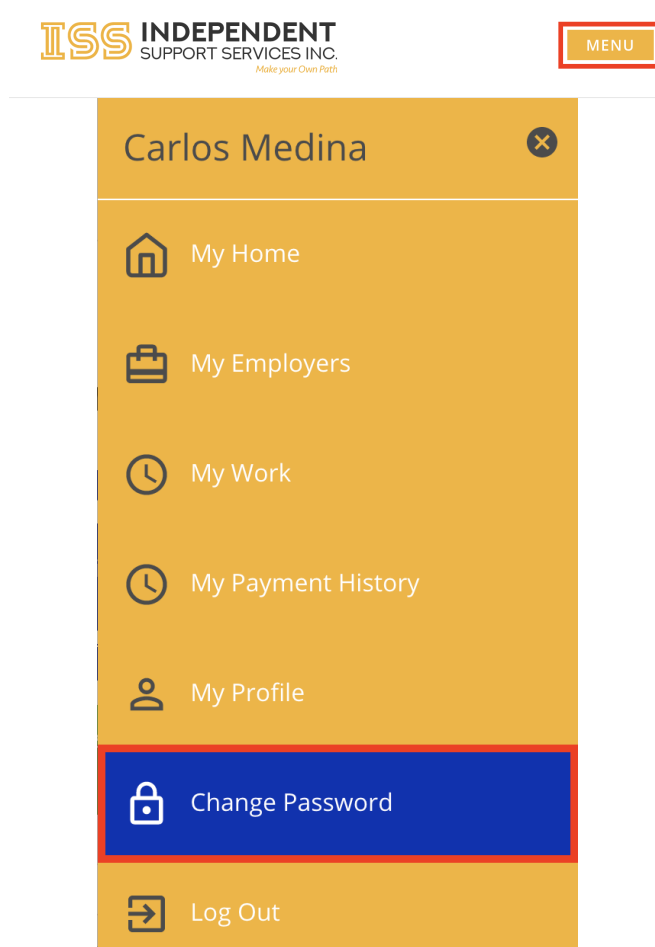 ISS INDEPENDENT
SUPPORT SERVICES INC.
Make your Own Path
MENU
Carlos Medina
My Home
My Employers
My Work
My Payment History
My Profile
Change Password
Log Out